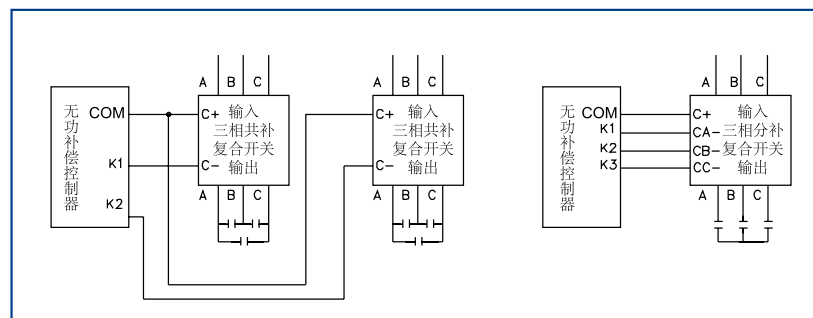 无功补偿控制器
COM
K1
K2
A B C
C+
C-
输入
三相共补
复合开关
输出
A B C
A B C
C+
C-
输入
三相共补
复合开关
输出
A B C
无功补偿控制器
COM
K1
K2
K3
A B C
C+
CA-
CB-
CC-
输入
三相分补
复合开关
输出
A B C